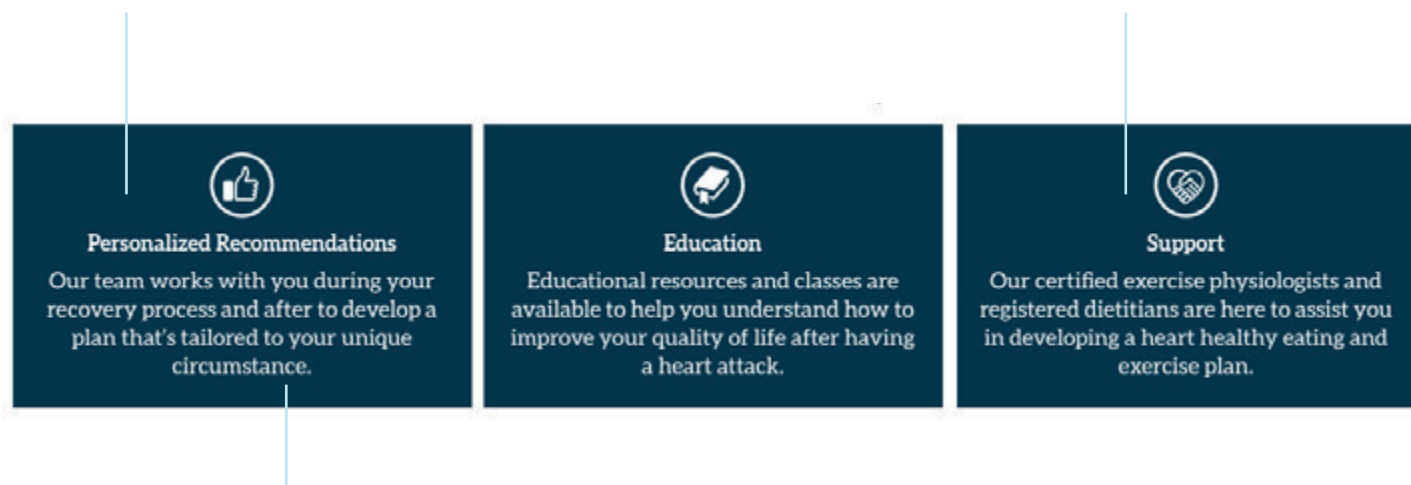 Personalized Recommendations
Our team works with you during your
recovery process and after to develop a
plan that's tailored to your unique
circumstance.
Education
Educational resources and classes are
available to help you understand how to
improve your quality of life after having
a heart attack.
Support
Our certified exercise physiologists and
registered dietitians are here to assist you
in developing a heart healthy eating and
exercise plan.